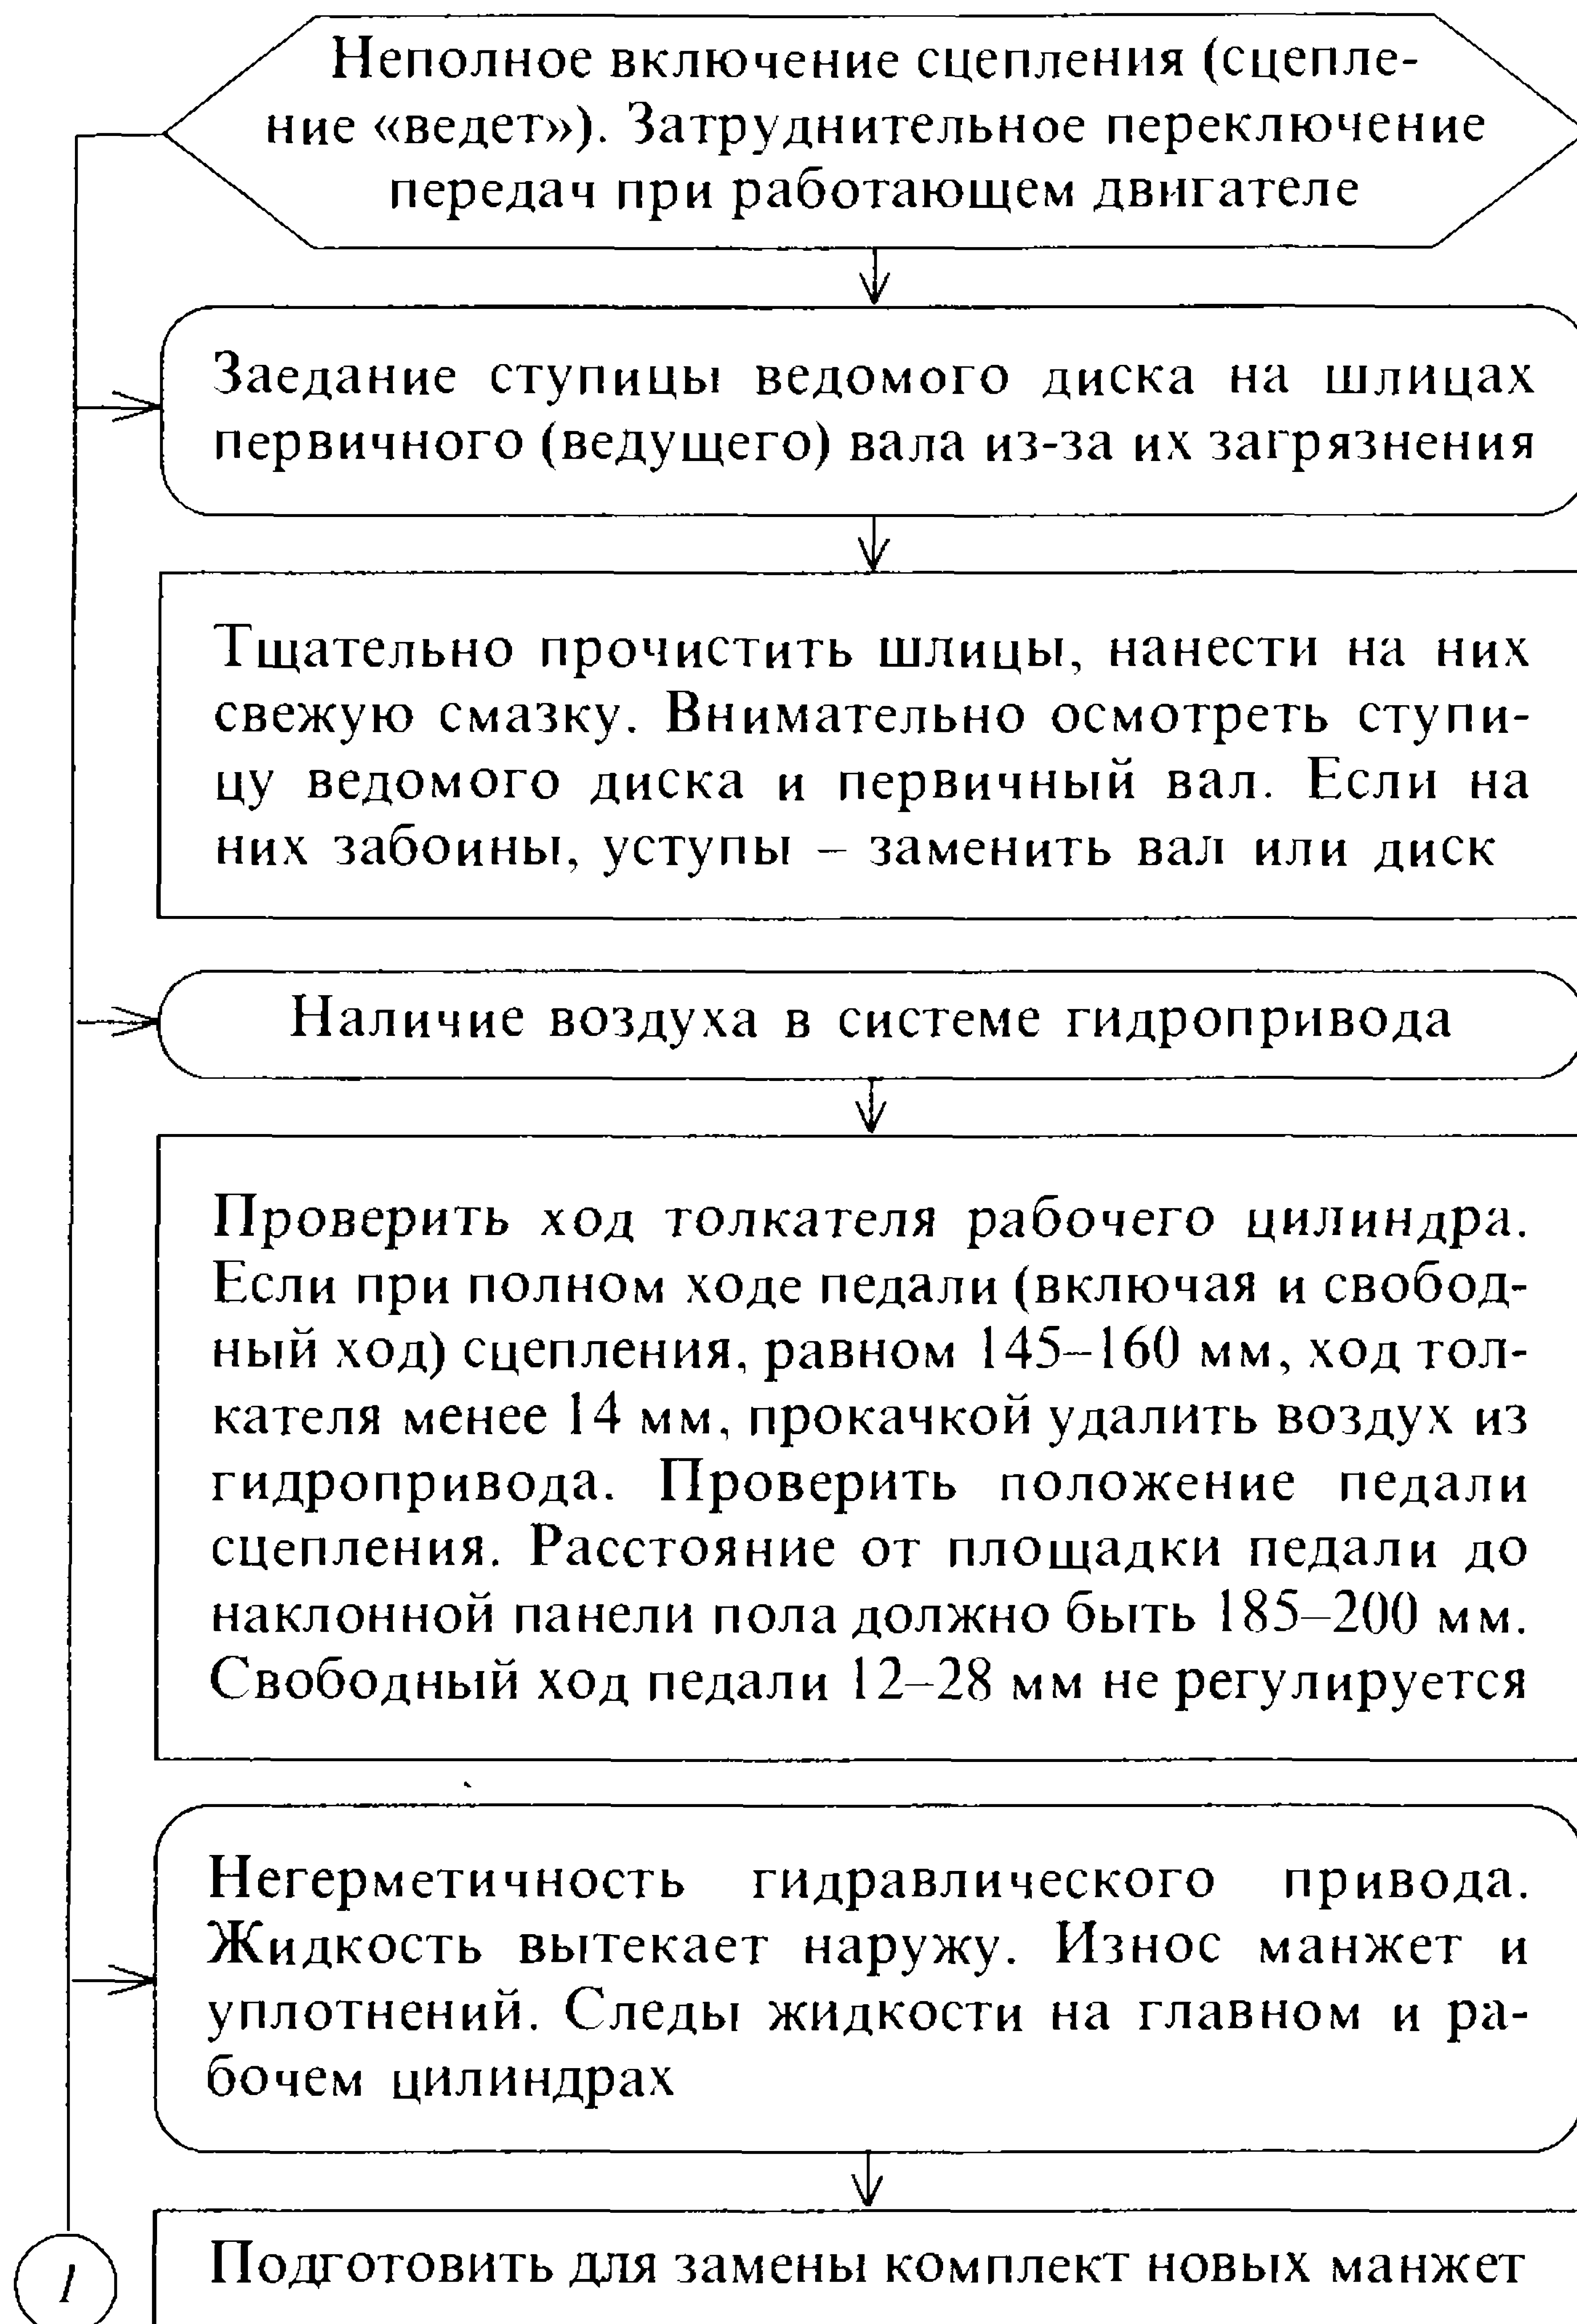 Неполное включение сцепления (сцепле-
ние «ведет»). Затруднительное переключение
передач при работающем двигателе
Заедание ступицы ведомого диска на шлицах
первичного (ведущего) вала из-за их загрязнения
Тщательно прочистить шлицы, нанести на них
свежую смазку. Внимательно осмотреть ступи-
цу ведомого диска и первичный вал. Если на
них забоины, уступы – заменить вал или диск
Наличие воздуха в системе гидропривода
Проверить ход толкателя рабочего цилиндра.
Если при полном ходе педали (включая и свобод-
ный ход) сцепления, равном 145–160 мм, ход тол-
кателя менее 14 мм, прокачкой удалить воздух из
гидропривода. Проверить положение педали
сцепления. Расстояние от площадки педали до
наклонной панели пола должно быть 185–200 мм.
Свободный ход педали 12–28 мм не регулируется
Негерметичность гидравлического привода.
Жидкость вытекает наружу. Износ манжет и
уплотнений. Следы жидкости на главном и ра-
бочем цилиндрах
Подготовить для замены комплект новых манжет
1